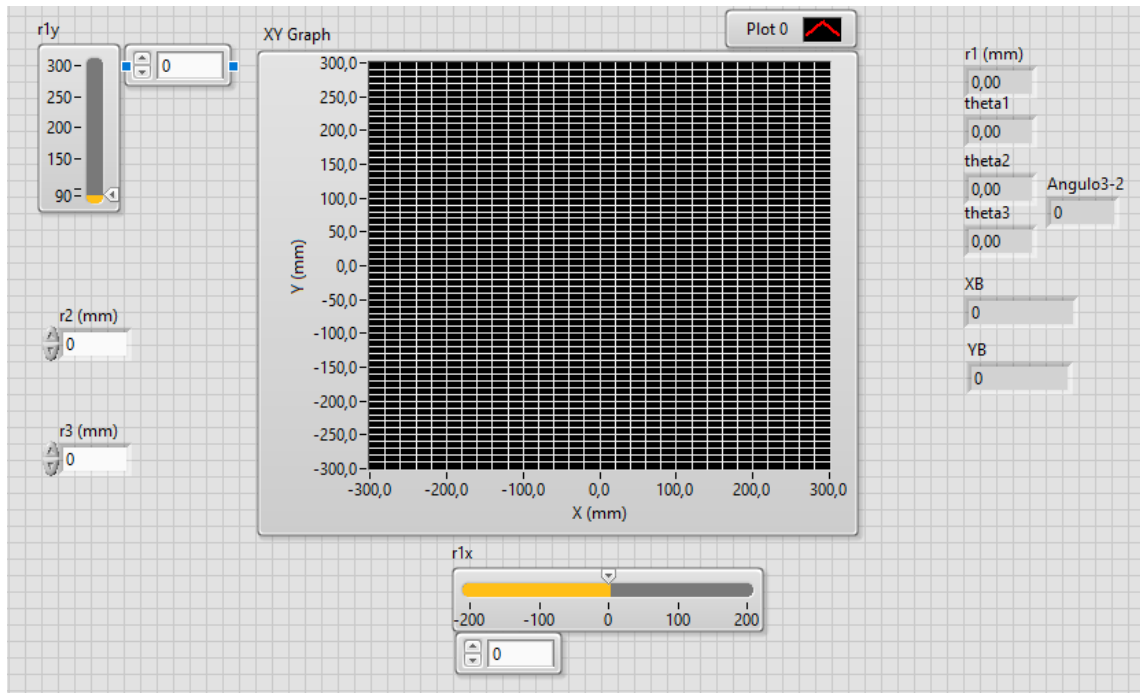 r1y
300
250
200
150
90
0
r2 (mm)
0
r3 (mm)
0
XY Graph
Plot 0
Y (mm)
300,0
250,0
200,0
150,0
100,0
50,0
0,0
-50,0
-100,0
-150,0
-200,0
-250,0
-300,0
-300,0 -200,0 -100,0 0,0 100,0 200,0 300,0
X (mm)
r1x
-200 -100 0 100 200
0
r1 (mm)
0,00
theta1
0,00
theta2
0,00
Angulo3-2
0
theta3
0,00
XB
0
YB
0